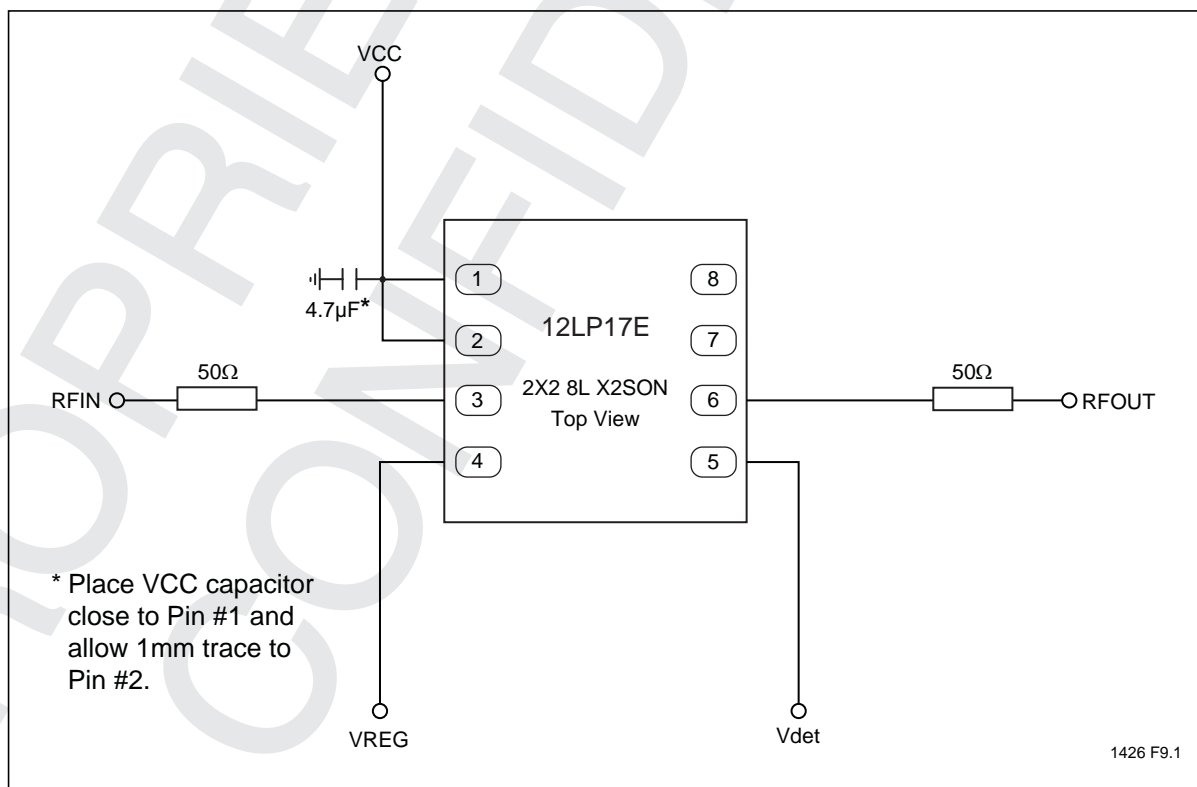 VCC
4.7µF*
1
2
3
4
8
7
6
5
12LP17E
2X2 8L X2SON
Top View
RFIN
50Ω
50Ω
RFOUT
* Place VCC capacitor
close to Pin #1 and
allow 1mm trace to
Pin #2.
VREG
Vdet
1426 F9.1